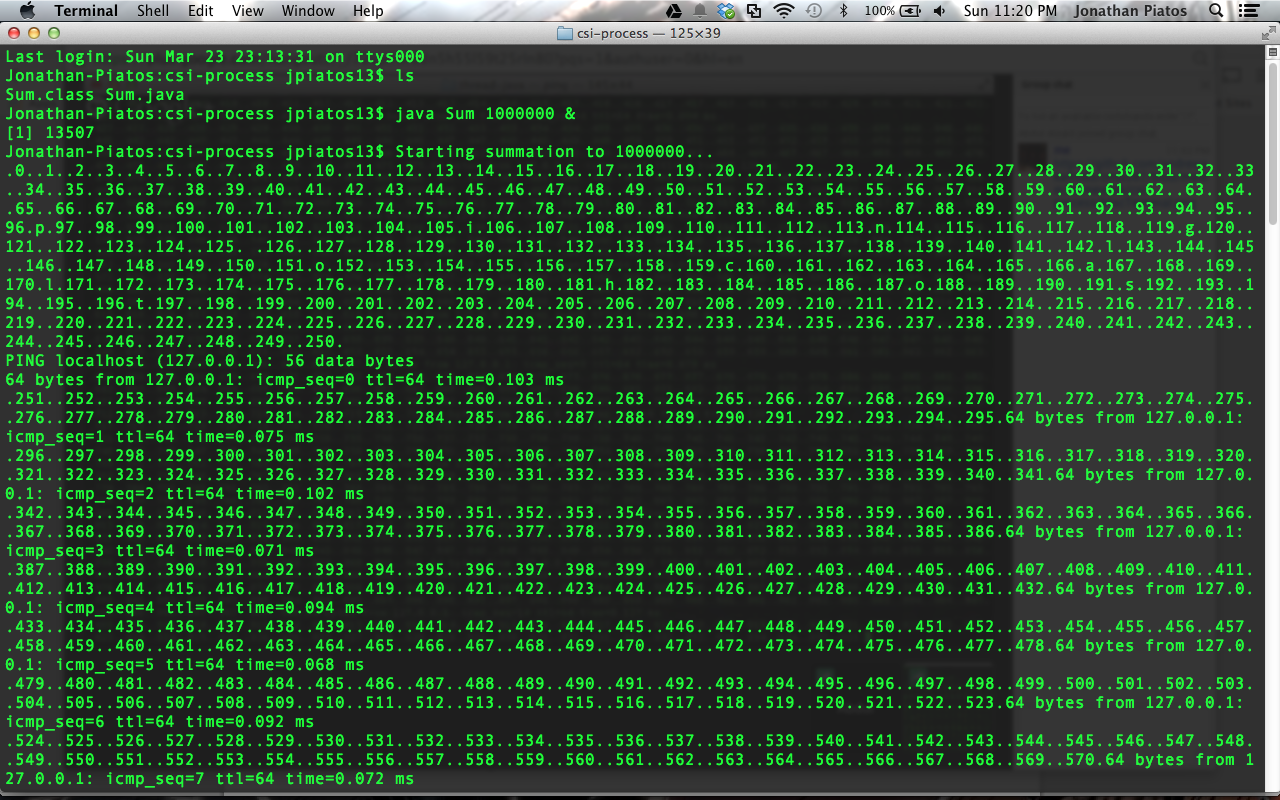 Terminal Shell Edit View Window Help 100% Sun 11:20 PM Jonathan Piatos
csi-process — 125×39
Last login: Sun Mar 23 23:13:31 on ttys000
Jonathan-Piatos:csi-process jpiatos13$ ls
Sum.class Sum.java
Jonathan-Piatos:csi-process jpiatos13$ java Sum 1000000 &
[1] 13507
Jonathan-Piatos:csi-process jpiatos13$ Starting summation to 1000000...
.0..1..2..3..4..5..6..7..8..9..10..11..12..13..14..15..16..17..18..19..20..21..22..23..24..25..26..27..28..29..30..31..32..33
..34..35..36..37..38..39..40..41..42..43..44..45..46..47..48..49..50..51..52..53..54..55..56..57..58..59..60..61..62..63..64.
.65..66..67..68..69..70..71..72..73..74..75..76..77..78..79..80..81..82..83..84..85..86..87..88..89..90..91..92..93..94..95..
96.p.97..98..99..100..101..102..103..104..105.i.106..107..108..109..110..111..112..113.n.114..115..116..117..118..119.g.120..
121..122..123..124..125. .126..127..128..129..130..131..132..133..134..135..136..137..138..139..140..141..142.l.143..144..145
..146..147..148..149..150..151.o.152..153..154..155..156..157..158..159.c.160..161..162..163..164..165..166.a.167..168..169..
170.l.171..172..173..174..175..176..177..178..179..180..181.h.182..183..184..185..186..187.o.188..189..190..191.s.192..193..1
94..195..196.t.197..198..199..200..201..202..203..204..205..206..207..208..209..210..211..212..213..214..215..216..217..218..
219..220..221..222..223..224..225..226..227..228..229..230..231..232..233..234..235..236..237..238..239..240..241..242..243..
244..245..246..247..248..249..250.
PING localhost (127.0.0.1): 56 data bytes
64 bytes from 127.0.0.1: icmp_seq=0 ttl=64 time=0.103 ms
.251..252..253..254..255..256..257..258..259..260..261..262..263..264..265..266..267..268..269..270..271..272..273..274..275.
.276..277..278..279..280..281..282..283..284..285..286..287..288..289..290..291..292..293..294..295.64 bytes from 127.0.0.1:
icmp_seq=1 ttl=64 time=0.075 ms
.296..297..298..299..300..301..302..303..304..305..306..307..308..309..310..311..312..313..314..315..316..317..318..319..320.
.321..322..323..324..325..326..327..328..329..330..331..332..333..334..335..336..337..338..339..340..341.64 bytes from 127.0.
0.1: icmp_seq=2 ttl=64 time=0.102 ms
.342..343..344..345..346..347..348..349..350..351..352..353..354..355..356..357..358..359..360..361..362..363..364..365..366.
.367..368..369..370..371..372..373..374..375..376..377..378..379..380..381..382..383..384..385..386.64 bytes from 127.0.0.1:
icmp_seq=3 ttl=64 time=0.071 ms
.387..388..389..390..391..392..393..394..395..396..397..398..399..400..401..402..403..404..405..406..407..408..409..410..411.
.412..413..414..415..416..417..418..419..420..421..422..423..424..425..426..427..428..429..430..431..432.64 bytes from 127.0.
0.1: icmp_seq=4 ttl=64 time=0.094 ms
.433..434..435..436..437..438..439..440..441..442..443..444..445..446..447..448..449..450..451..452..453..454..455..456..457.
.458..459..460..461..462..463..464..465..466..467..468..469..470..471..472..473..474..475..476..477..478.64 bytes from 127.0.
0.1: icmp_seq=5 ttl=64 time=0.068 ms
.479..480..481..482..483..484..485..486..487..488..489..490..491..492..493..494..495..496..497..498..499..500..501..502..503.
.504..505..506..507..508..509..510..511..512..513..514..515..516..517..518..519..520..521..522..523.64 bytes from 127.0.0.1:
icmp_seq=6 ttl=64 time=0.092 ms
.524..525..526..527..528..529..530..531..532..533..534..535..536..537..538..539..540..541..542..543..544..545..546..547..548.
.549..550..551..552..553..554..555..556..557..558..559..560..561..562..563..564..565..566..567..568..569..570.64 bytes from 1
27.0.0.1: icmp_seq=7 ttl=64 time=0.072 ms